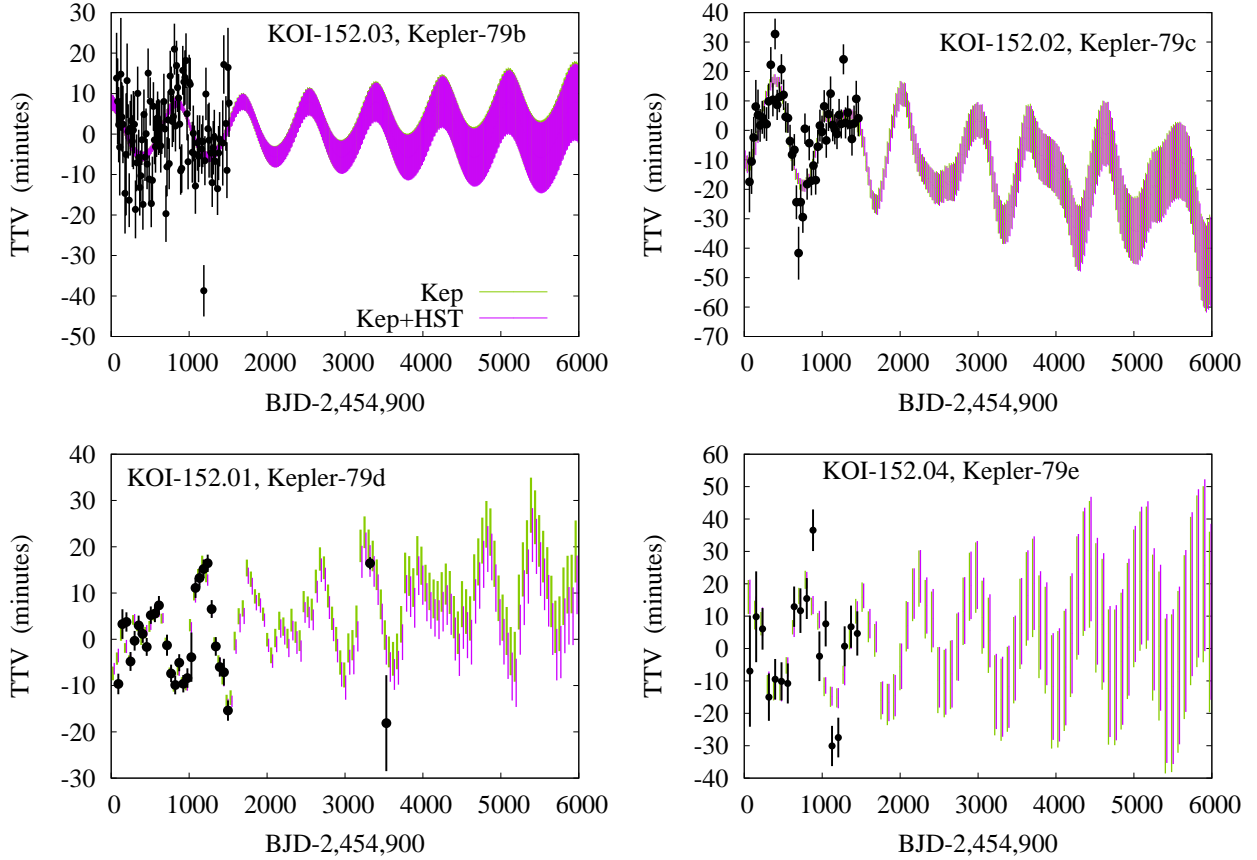 KOI-152.03, Kepler-79b
TTV (minutes)
30
20
10
0
-10
-20
-30
-40
-50
Kep
Kep+HST
0 1000 2000 3000 4000 5000 6000
BJD-2,454,900
KOI-152.02, Kepler-79c
TTV (minutes)
40
30
20
10
0
-10
-20
-30
-40
-50
-60
-70
0 1000 2000 3000 4000 5000 6000
BJD-2,454,900
KOI-152.01, Kepler-79d
TTV (minutes)
40
30
20
10
0
-10
-20
-30
0 1000 2000 3000 4000 5000 6000
BJD-2,454,900
KOI-152.04, Kepler-79e
TTV (minutes)
60
50
40
30
20
10
0
-10
-20
-30
-40
0 1000 2000 3000 4000 5000 6000
BJD-2,454,900